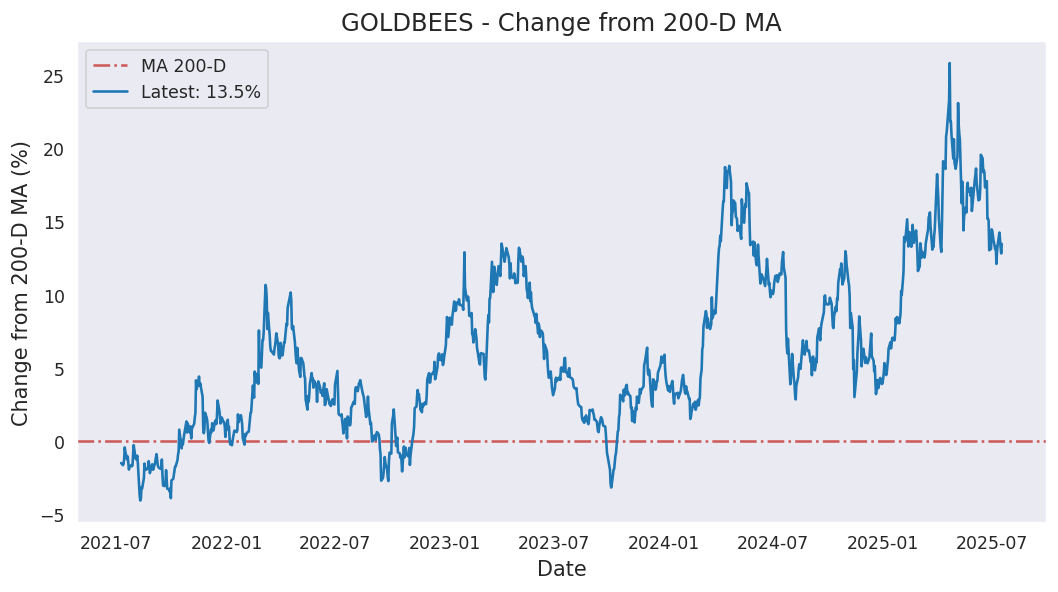 GOLDBEES - Change from 200-D MA
MA 200-D
Latest: 13.5%
Change from 200-D MA (%)
25
20
15
10
5
0
−5
2021-07 2022-01 2022-07 2023-01 2023-07 2024-01 2024-07 2025-01 2025-07
Date